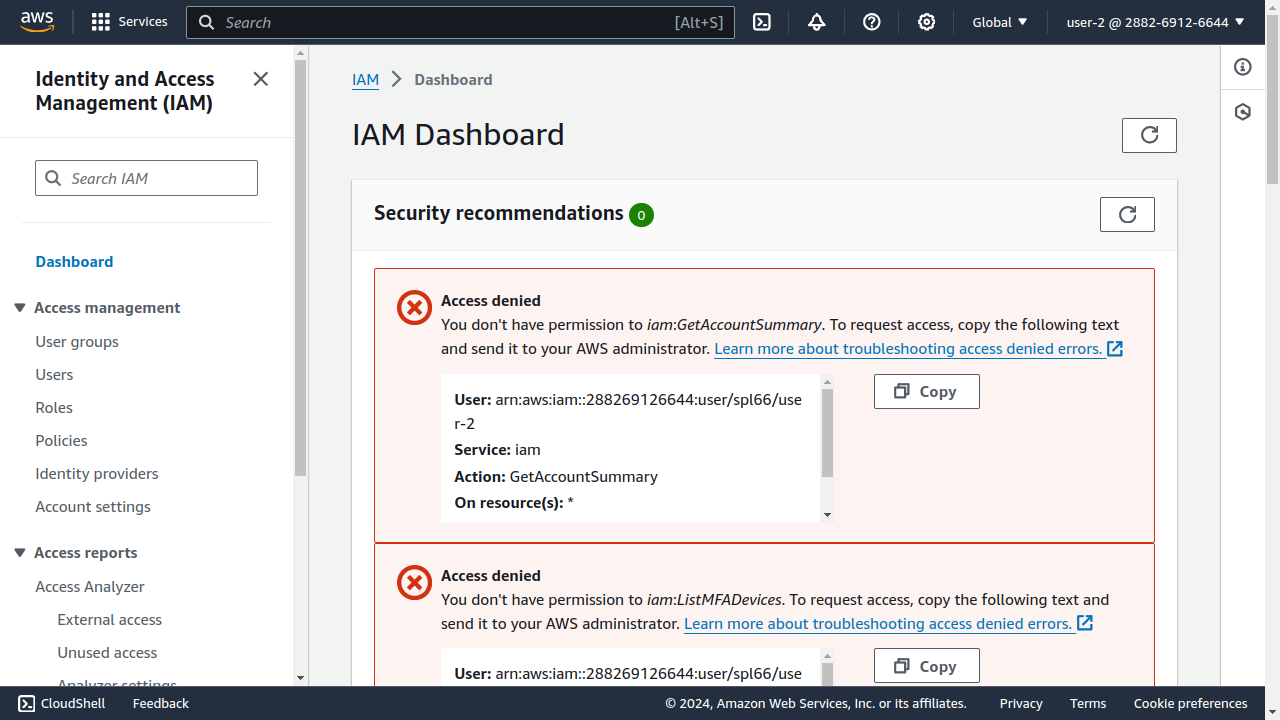 aws
Services
Search
[Alt+S]
Global
user-2 @ 2882-6912-6644
Identity and Access
Management (IAM)
Search IAM
Dashboard
Access management
User groups
Users
Roles
Policies
Identity providers
Account settings
Access reports
Access Analyzer
External access
Unused access
Analyzer settings
IAM
Dashboard
IAM Dashboard
Security recommendations
0
Access denied
You don't have permission to iam:GetAccountSummary. To request access, copy the following text
and send it to your AWS administrator. Learn more about troubleshooting access denied errors.
User: arn:aws:iam::288269126644:user/spl66/use
r-2
Service: iam
Action: GetAccountSummary
On resource(s): *
Copy
Access denied
You don't have permission to iam:ListMFADevices. To request access, copy the following text and
send it to your AWS administrator. Learn more about troubleshooting access denied errors.
User: arn:aws:iam::288269126644:user/spl66/use
Copy
CloudShell
Feedback
© 2024, Amazon Web Services, Inc. or its affiliates.
Privacy
Terms
Cookie preferences